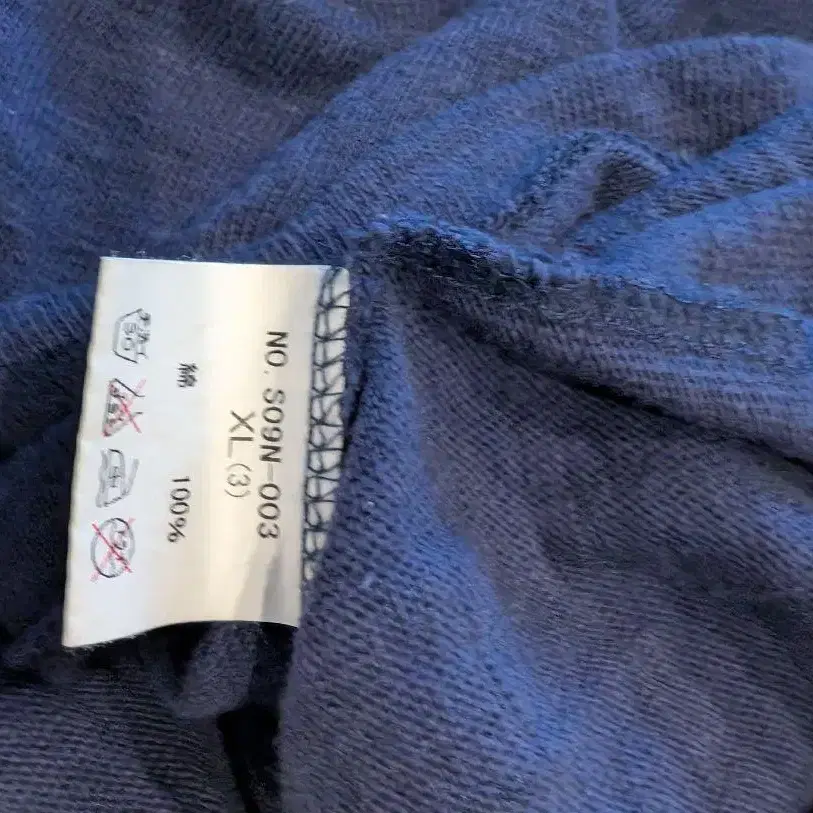 NO. S09N-003
XL(3)
綿 100%